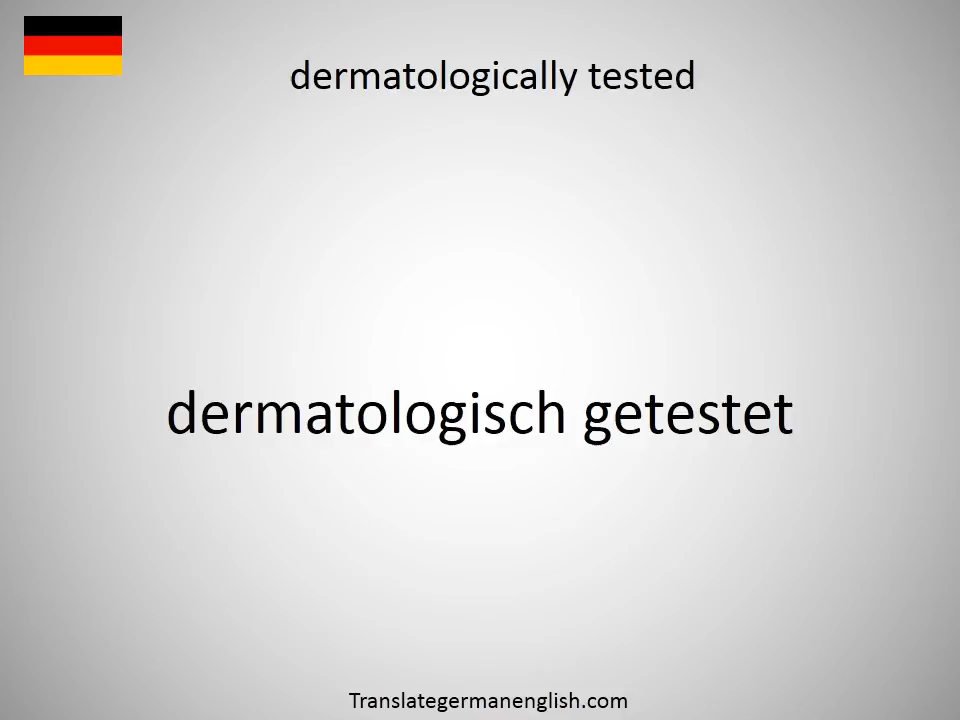 dermatologically tested
dermatologisch getestet
Translategermanenglish.com